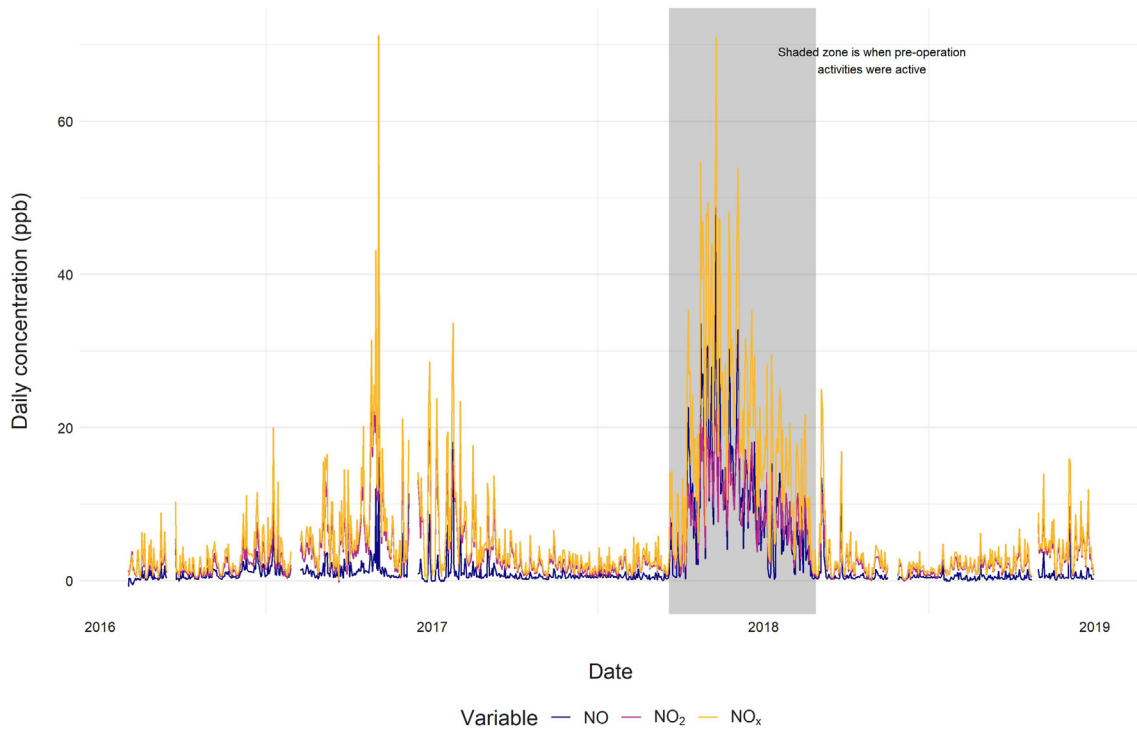 Shaded zone is when pre-operation
activities were active
Daily concentration (ppb)
60
40
20
0
2016 2017 2018 2019
Date
Variable NO NO₂ NOₓ